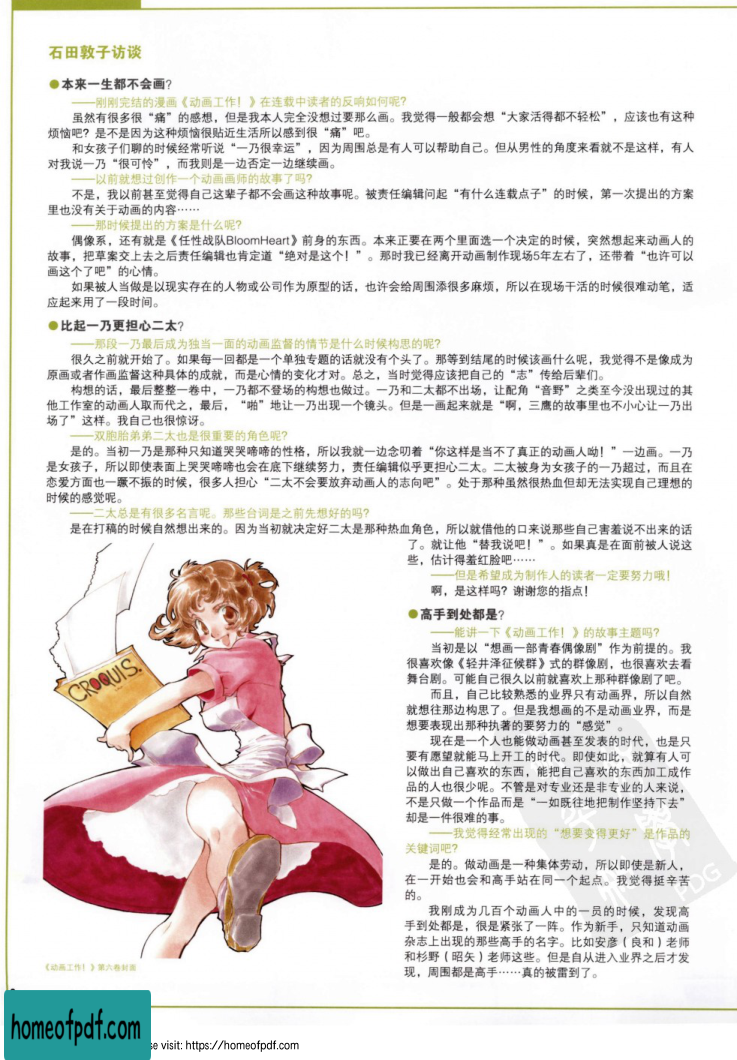 石田敦子访谈
●本来一生都不会画?
——刚刚完结的漫画《动画工作！》在连载中读者的反响如何呢?
虽然有很多很“痛”的感想，但是我本人完全没想过要那么画。我觉得一般都会想“大家活得都不轻松”，应该也有这种
烦恼吧？是不是因为这种烦恼很贴近生活所以感到很“痛”吧。
和女孩子们聊的时候经常听说“一乃很幸运”，因为周围总是有人可以帮助自己。但从男性的角度来看就不是这样，有人
对我说一乃“很可怜”，而我则是一边否定一边继续画。
——以前就想过创作一个动画画师的故事了吗?
不是，我以前甚至觉得自己这辈子都不会画这种故事呢。被责任编辑问起“有什么连载点子”的时候，第一次提出的方案
里也没有关于动画的内容……
——那时候提出的方案是什么呢?
偶像系，还有就是《任性战队BloomHeart》前身的东西。本来正要在两个里面选一个决定的时候，突然想起来动画人的
故事，把草案交上去之后责任编辑也肯定道“绝对是这个！”。那时我已经离开动画制作现场5年左右了，还带着“也许可以
画这个了吧”的心情。
如果被人当做是以现实存在的人物或公司作为原型的话，也许会给周围添很多麻烦，所以在现场干活的时候很难动笔，适
应起来用了一段时间。
●比起一乃更担心二太?
——那段一乃最后成为独当一面的动画监督的情节是什么时候构思的呢?
很久之前就开始了。如果每一回都是一个单独专题的话就没有个头了。那等到结尾的时候该画什么呢，我觉得不是像成为
原画或者作画监督这种具体的成就，而是心情的变化才对。总之，当时觉得应该把自己的“志”传给后辈们。
构想的话，最后整整一卷中，一乃都不登场的构想也做过。一乃和二太都不出场，让配角“音野”之类至今没出现过的其
他工作室的动画人取而代之，最后，“啪”地让一乃出现一个镜头。但是一画起来就是“啊，三鹰的故事里也不小心让一乃出
场了”这样。我自己也很惊讶。
——双胞胎弟弟二太也是很重要的角色呢?
是的。当初一乃是那种只知道哭哭啼啼的性格，所以我就一边念叨着“你这样是当不了真正的动画人呦！”一边画。一乃
是女孩子，所以即使表面上哭哭啼啼也会在底下继续努力，责任编辑似乎更担心二太。二太被身为女孩子的一乃超过，而且在
恋爱方面也一蹶不振的时候，很多人担心“二太不会要放弃动画人的志向吧”。处于那种虽然很热血但却无法实现自己理想的
时候的感觉呢。
——二太总是有很多名言呢。那些台词是之前先想好的吗?
是在打稿的时候自然想出来的。因为当初就决定好二太是那种热血角色，所以就借他的口来说那些自己害羞说不出来的话
了。就让他“替我说吧！”。如果真是在面前被人说这
些，估计得羞红脸吧……
——但是希望成为制作人的读者一定要努力哦!
啊，是这样吗？谢谢您的指点！
●高手到处都是?
——能讲一下《动画工作！》的故事主题吗?
当初是以“想画一部青春偶像剧”作为前提的。我
很喜欢像《轻井泽征候群》式的群像剧，也很喜欢去看
舞台剧。可能自己很久以前就喜欢上那种群像剧了吧。
而且，自己比较熟悉的业界只有动画界，所以自然
就想往那边构思了。但是我想画的不是动画业界，而是
想要表现出那种执著的要努力的“感觉”。
现在是一个人也能做动画甚至发表的时代，也是只
要有愿望就能马上开工的时代。即使如此，就算有人可
以做出自己喜欢的东西，能把自己喜欢的东西加工成作
品的人也很少呢。不管是对专业还是非专业的人来说，
不是只做一个作品而是“一如既往地把制作坚持下去”
却是一件很难的事。
——我觉得经常出现的“想要变得更好”是作品的
关键词吧?
是的。做动画是一种集体劳动，所以即使是新人，
在一开始也会和高手站在同一个起点。我觉得挺辛苦
的。
我刚成为几百个动画人中的一员的时候，发现高
手到处都是，很是紧张了一阵。作为新手，只知道动画
杂志上出现的那些高手的名字。比如安彦（良和）老师
和杉野（昭矢）老师这些。但是自从进入业界之后才发
现，周围都是高手……真的被雷到了。
CROQUIS.
《动画工作！》第六卷封面
PDG
homeofpdf.com
se visit: https://homeofpdf.com